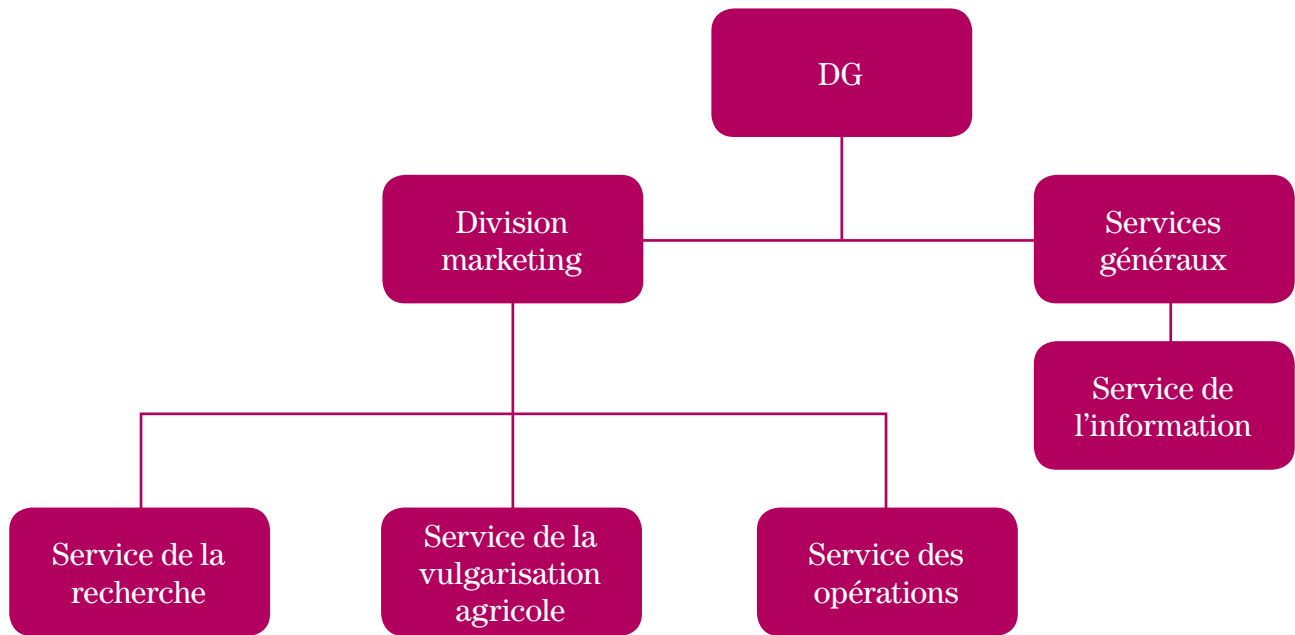 DG
Division
marketing
Services
généraux
Service de
l'information
Service de la
recherche
Service de la
vulgarisation
agricole
Service des
opérations